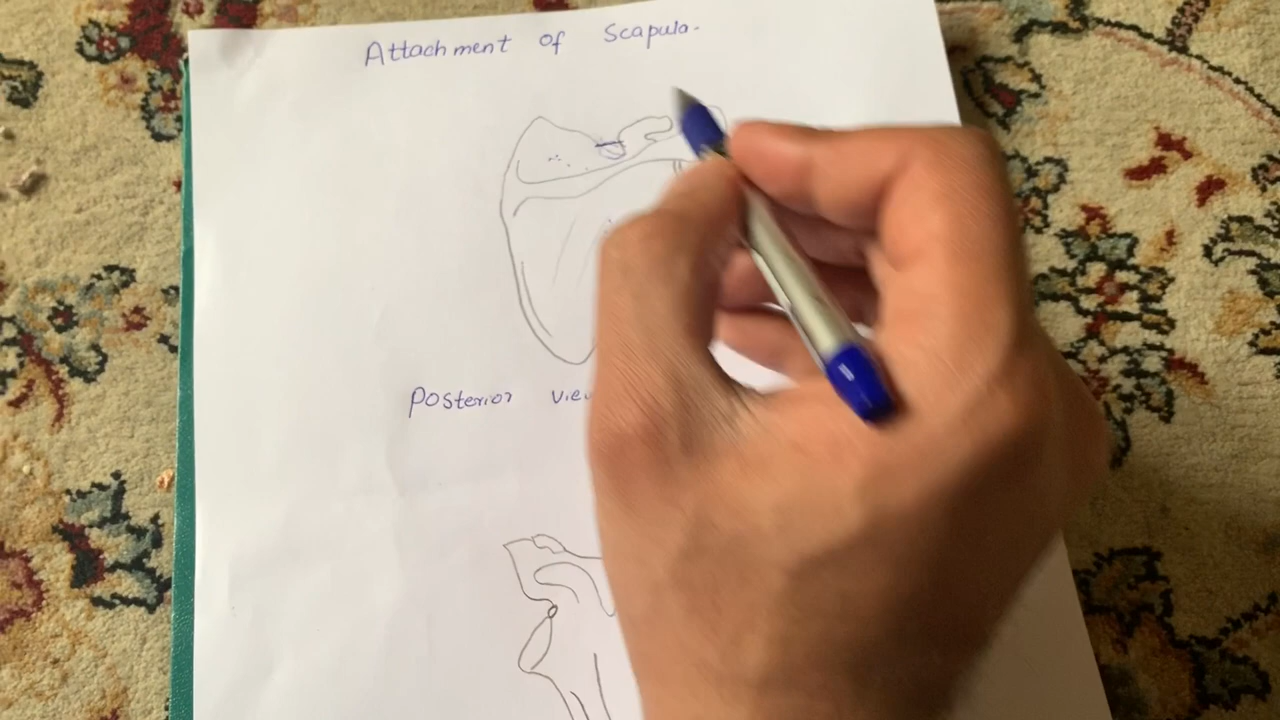 Attachment of Scapula.
Posterior